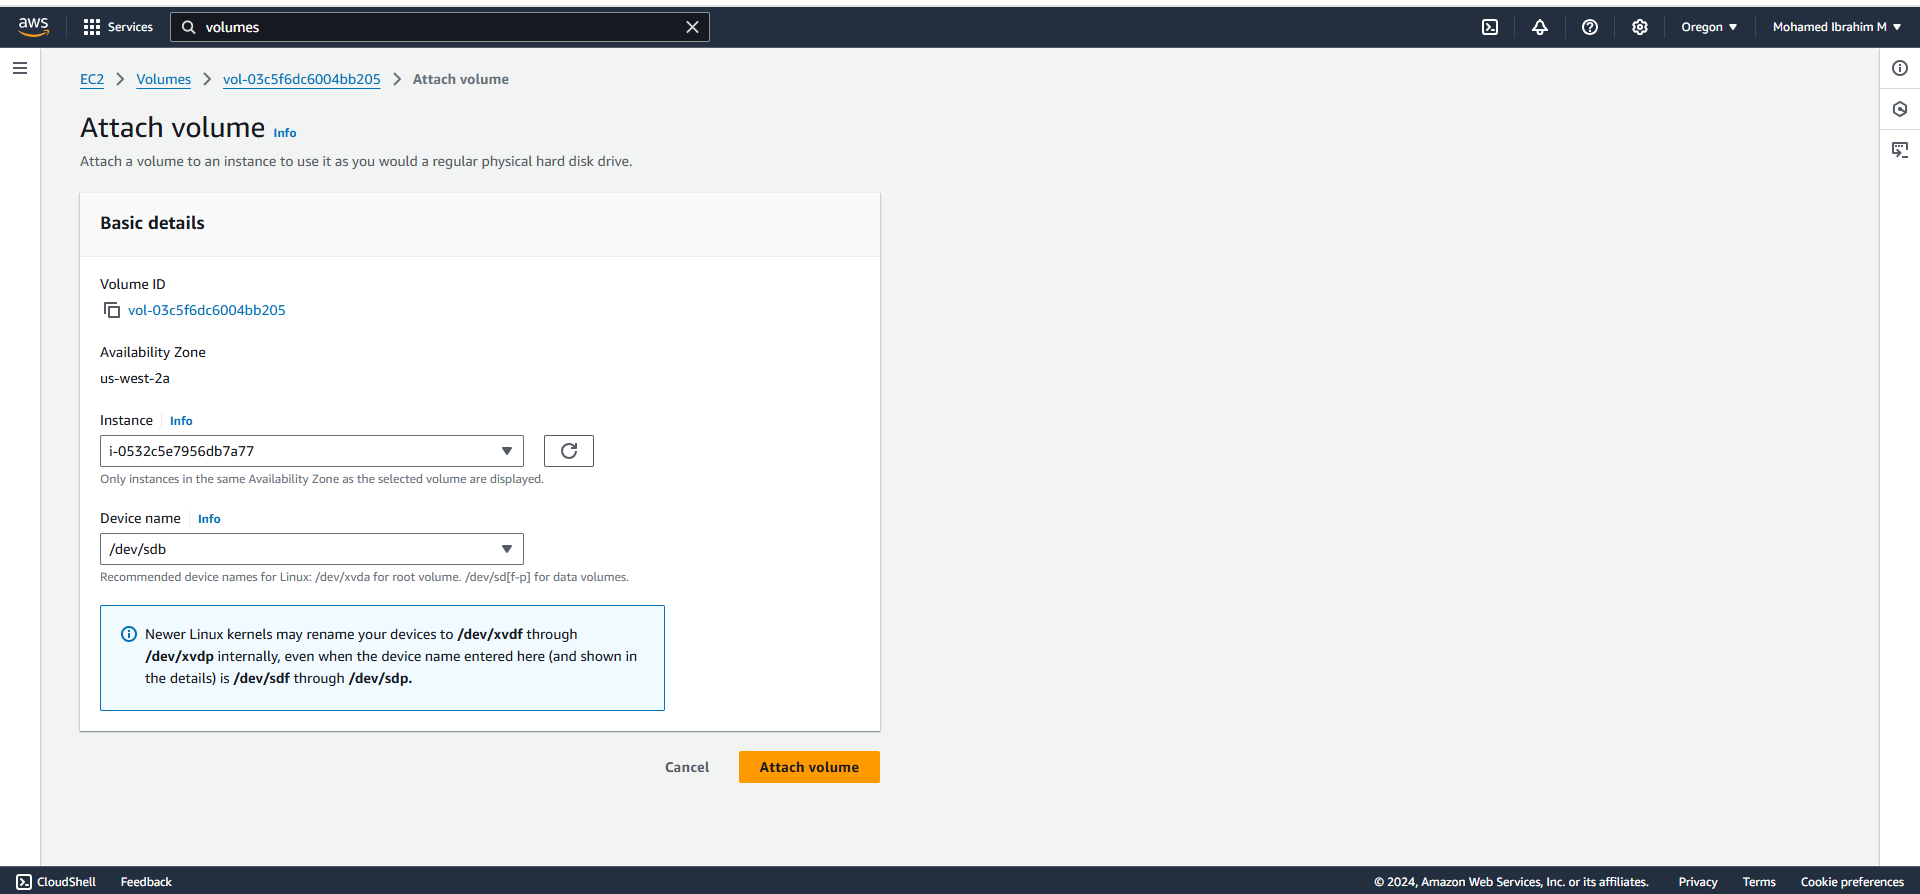 aws
Services
volumes
Oregon
Mohamed Ibrahim M
EC2
Volumes
vol-03c5f6dc6004bb205
Attach volume
Attach volume Info
Attach a volume to an instance to use it as you would a regular physical hard disk drive.
Basic details
Volume ID
vol-03c5f6dc6004bb205
Availability Zone
us-west-2a
Instance Info
i-0532c5e7956db7a77
Only instances in the same Availability Zone as the selected volume are displayed.
Device name Info
/dev/sdb
Recommended device names for Linux: /dev/xvda for root volume. /dev/sd[f-p] for data volumes.
Newer Linux kernels may rename your devices to /dev/xvdf through
/dev/xvdp internally, even when the device name entered here (and shown in
the details) is /dev/sdf through /dev/sdp.
Cancel
Attach volume
CloudShell
Feedback
© 2024, Amazon Web Services, Inc. or its affiliates.
Privacy
Terms
Cookie preferences